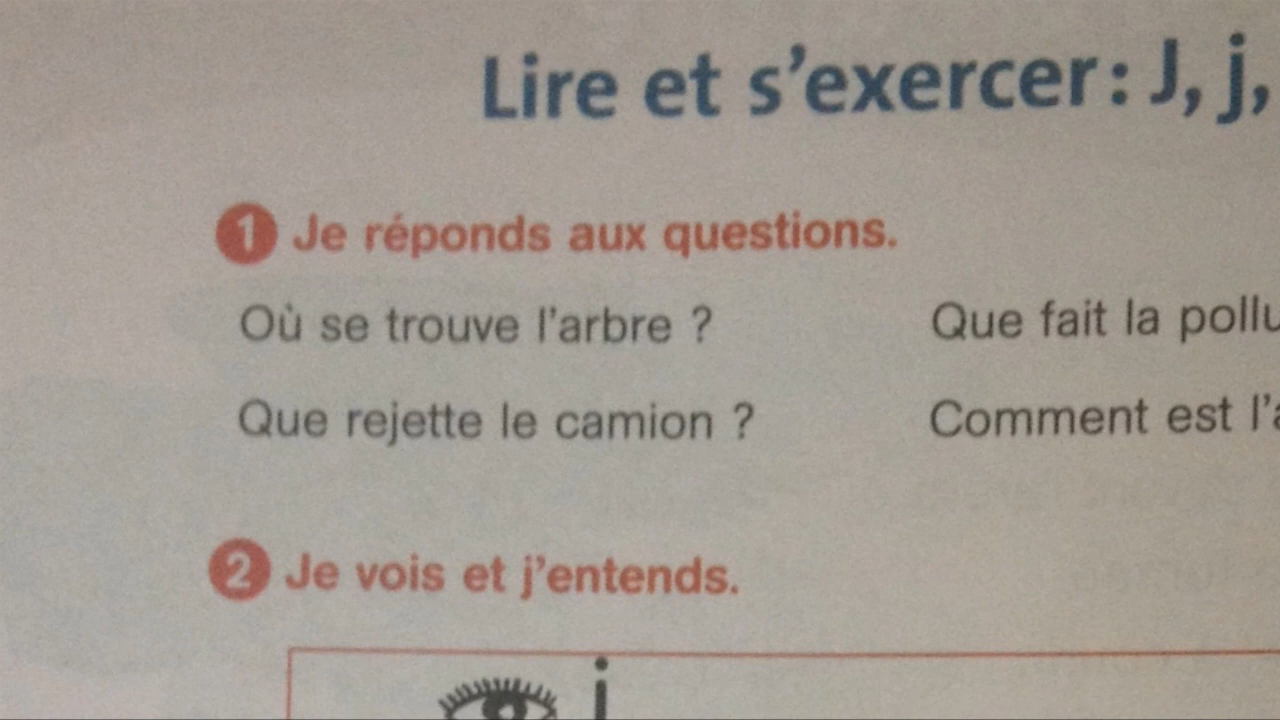 Lire et s'exercer : J, j,
1 Je réponds aux questions.
Où se trouve l'arbre ? Que fait la
Que rejette le camion ? Comment est
2 Je vois et j'entends.
j